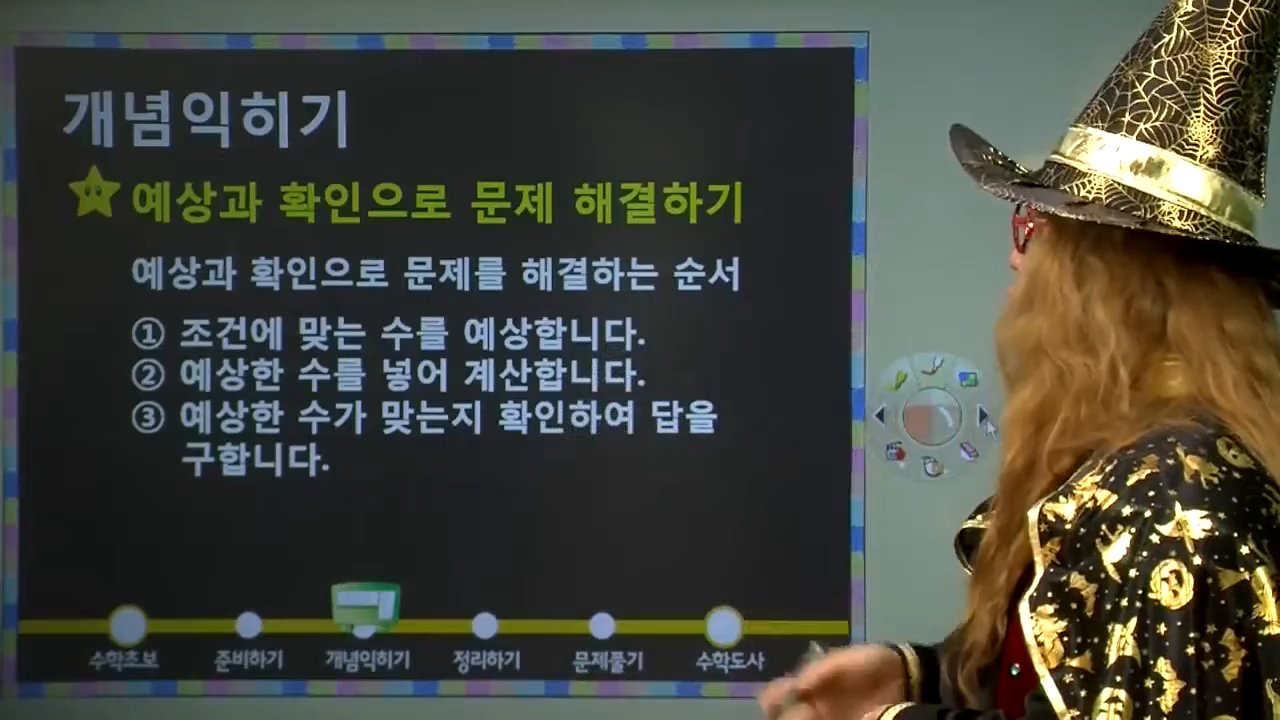 개념익히기
예상과 확인으로 문제 해결하기
예상과 확인으로 문제를 해결하는 순서
① 조건에 맞는 수를 예상합니다.
② 예상한 수를 넣어 계산합니다.
③ 예상한 수가 맞는지 확인하여 답을
구합니다.
수학초보 준비하기 개념익히기 정리하기 문제풀기 수학도사